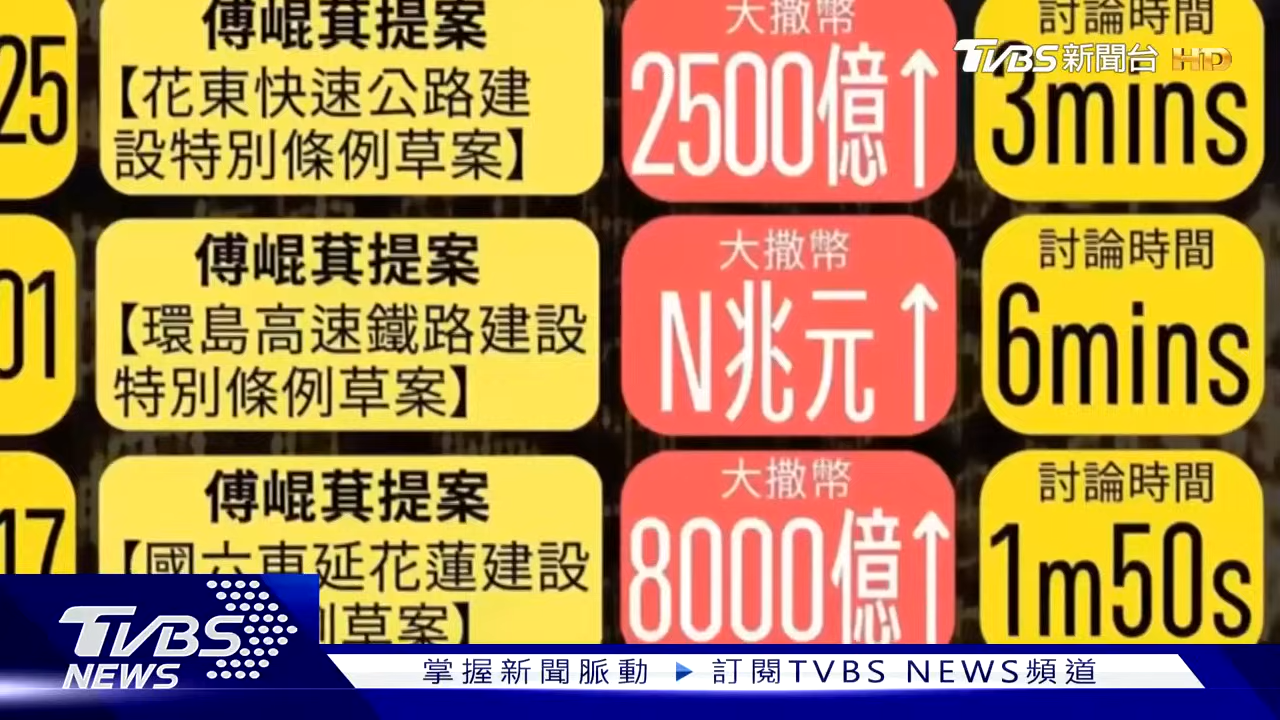 傅崐萁提案
大撒幣
討論時間
TVBS新聞台 HD
25
【花東快速公路建
設特別條例草案】
2500億↑
3mins
01
傅崐萁提案
【環島高速鐵路建設
特別條例草案】
大撒幣
N兆元↑
討論時間
6mins
17
傅崐萁提案
【國六東延花蓮建設
例草案】
大撒幣
8000億↑
討論時間
1m50s
TVBS
NEWS
掌握新聞脈動 ▶ 訂閱TVBS NEWS頻道